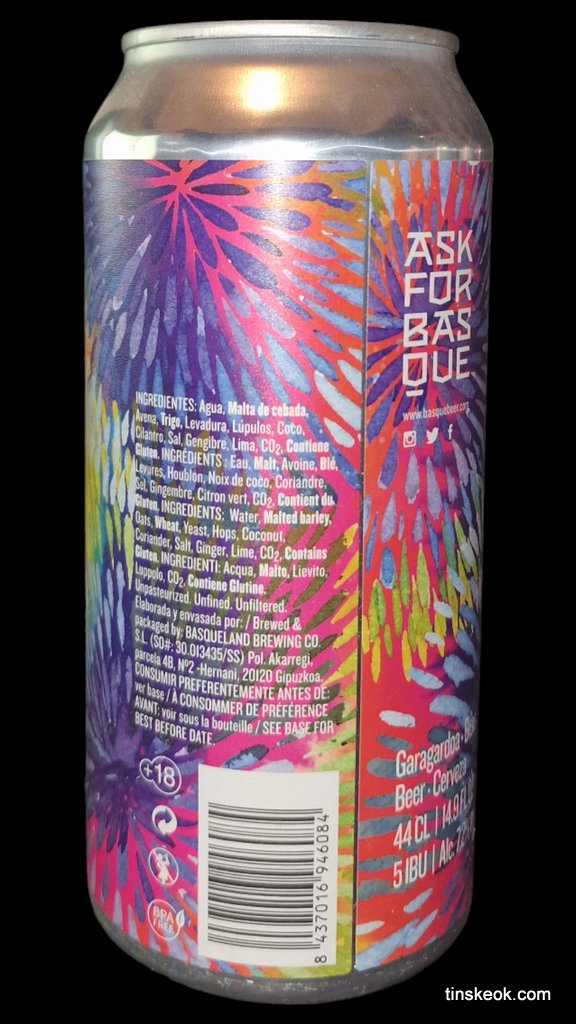 INGREDIENTES: Agua, Malta de cebada,
Avena, Trigo, Levadura, Lúpulos, Coco,
Cilantro, Sal, Gengibre, Lima, CO2, Contiene
Gluten. INGRÉDIENTS : Eau, Malt, Avoine, Blé,
Levures, Houblon, Noix de coco, Coriandre,
Sel, Gingembre, Citron vert, CO2, Contient du
Gluten. INGREDIENTS: Water, Malted barley,
Oats, Wheat, Yeast, Hops, Coconut,
Coriander, Salt, Ginger, Lime, CO2, Contains
Gluten. INGREDIENTI: Acqua, Malto, Lievito,
Luppolo, CO2, Contiene Glutine.
Unpasteurized. Unfined. Unfiltered.
Elaborada y envasada por: / Brewed &
packaged by: BASQUELAND BREWING CO.
S.L. (SO#: 30.013435/SS) Pol. Akarregi,
parcela 4B, Nº2 -Hernani, 20120 Gipuzkoa.
CONSUMIR PREFERENTEMENTE ANTES DE:
ver base / À CONSOMMER DE PRÉFÉRENCE
AVANT: voir sous la bouteille / SEE BASE FOR
BEST BEFORE DATE.
+18
BPA
FREE
8 437016 946084
ASK
FOR
BAS
QUE
www.basquebeer.com
Garagardoa ·
Beer · Cerveza
44 CL | 14.9 FL
5 IBU | Alc.
tinskeok.com